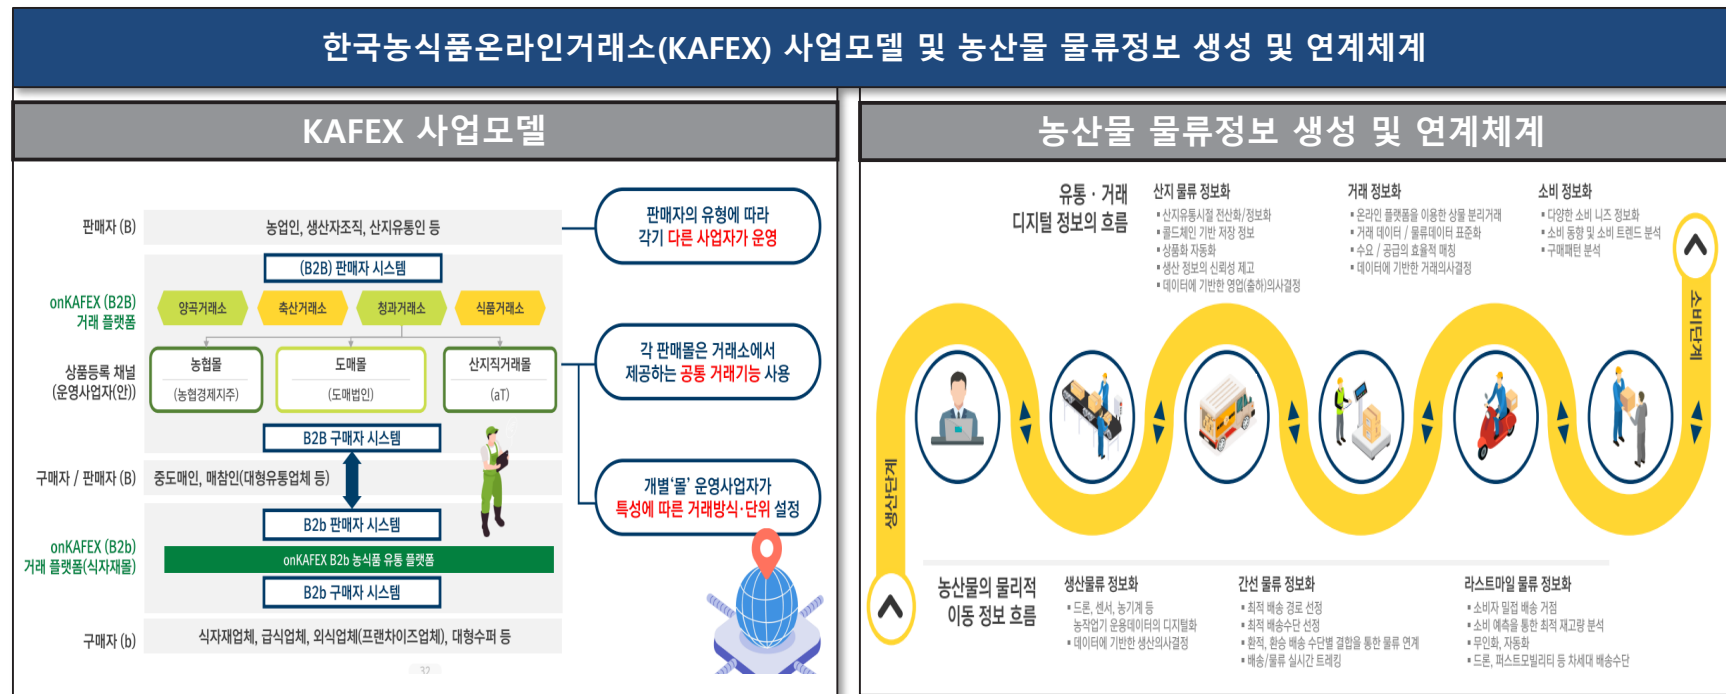 한국농식품온라인거래소(KAFEX) 사업모델 및 농산물 물류정보 생성 및 연계체계
KAFEX 사업모델
판매자 (B)
농업인, 생산자조직, 산지유통인 등
(B2B) 판매자 시스템
onKAFEX (B2B)
거래 플랫폼
양곡거래소
축산거래소
청과거래소
식품거래소
상품등록 채널
(운영사업자(안))
농협몰
(농협경제지주)
도매몰
(도매법인)
산지직거래몰
(aT)
B2B 구매자 시스템
구매자 / 판매자 (B)
중도매인, 매참인(대형유통업체 등)
B2b 판매자 시스템
onKAFEX (B2b)
거래 플랫폼(식자재몰)
onKAFEX B2b 농식품 유통 플랫폼
B2b 구매자 시스템
구매자 (b)
식자재업체, 급식업체, 외식업체(프랜차이즈업체), 대형수퍼 등
32
판매자의 유형에 따라
각기 다른 사업자가 운영
각 판매몰은 거래소에서
제공하는 공통 거래기능 사용
개별'몰' 운영사업자가
특성에 따른 거래방식·단위 설정
농산물 물류정보 생성 및 연계체계
유통 · 거래
디지털 정보의 흐름
산지 물류 정보화
▪ 산지유통시절 전산화/정보화
▪ 콜드체인 기반 저장 정보
▪ 상품화 자동화
▪ 생산 정보의 신뢰성 제고
▪ 데이터에 기반한 영업(출하)의사결정
거래 정보화
▪ 온라인 플랫폼을 이용한 상물 분리거래
▪ 거래 데이터 / 물류데이터 표준화
▪ 수요 / 공급의 효율적 매칭
▪ 데이터에 기반한 거래의사결정
소비 정보화
▪ 다양한 소비 니즈 정보화
▪ 소비 동향 및 소비 트렌드 분석
▪ 구매패턴 분석
소비단계
생산단계
농산물의 물리적
이동 정보 흐름
생산물류 정보화
▪ 드론, 센서, 농기계 등
농작업기 운용데이터의 디지털화
▪ 데이터에 기반한 생산의사결정
간선 물류 정보화
▪ 최적 배송 경로 선정
▪ 최적 배송수단 선정
▪ 환적, 환승 배송 수단별 결합을 통한 물류 연계
▪ 배송/물류 실시간 트레킹
라스트마일 물류 정보화
▪ 소비자 밀접 배송 거점
▪ 소비 예측을 통한 최적 재고량 분석
▪ 무인화, 자동화
▪ 드론, 퍼스트모빌리티 등 차세대 배송수단